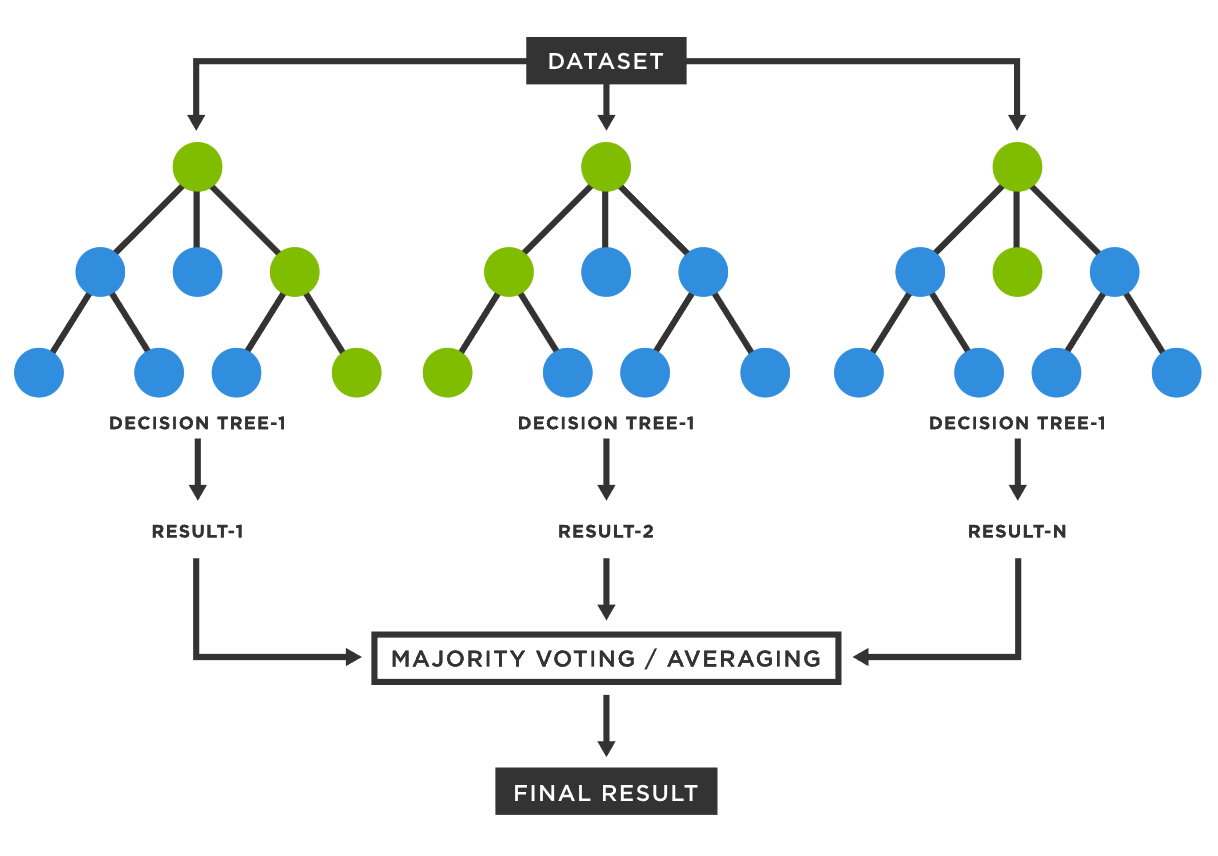 DATASET
DECISION TREE-1
DECISION TREE-1
DECISION TREE-1
RESULT-1
RESULT-2
RESULT-N
MAJORITY VOTING / AVERAGING
FINAL RESULT